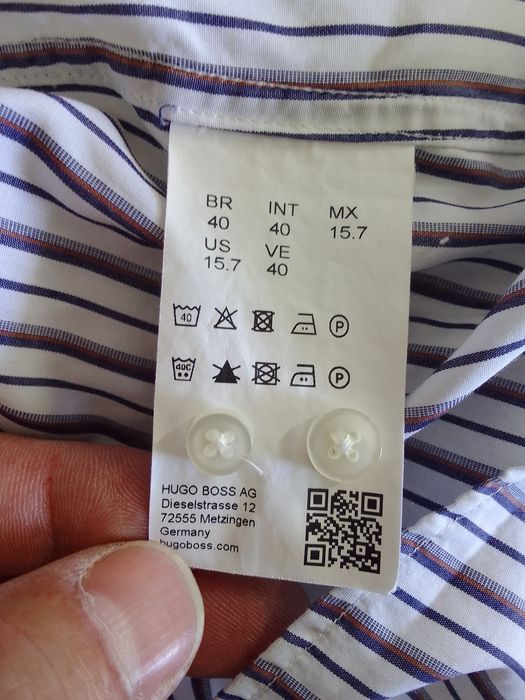 BR INT MX
40 40 15.7
US VE
15.7 40
40
P
40C
P
HUGO BOSS AG
Dieselstrasse 12
72555 Metzingen
Germany
hugoboss.com